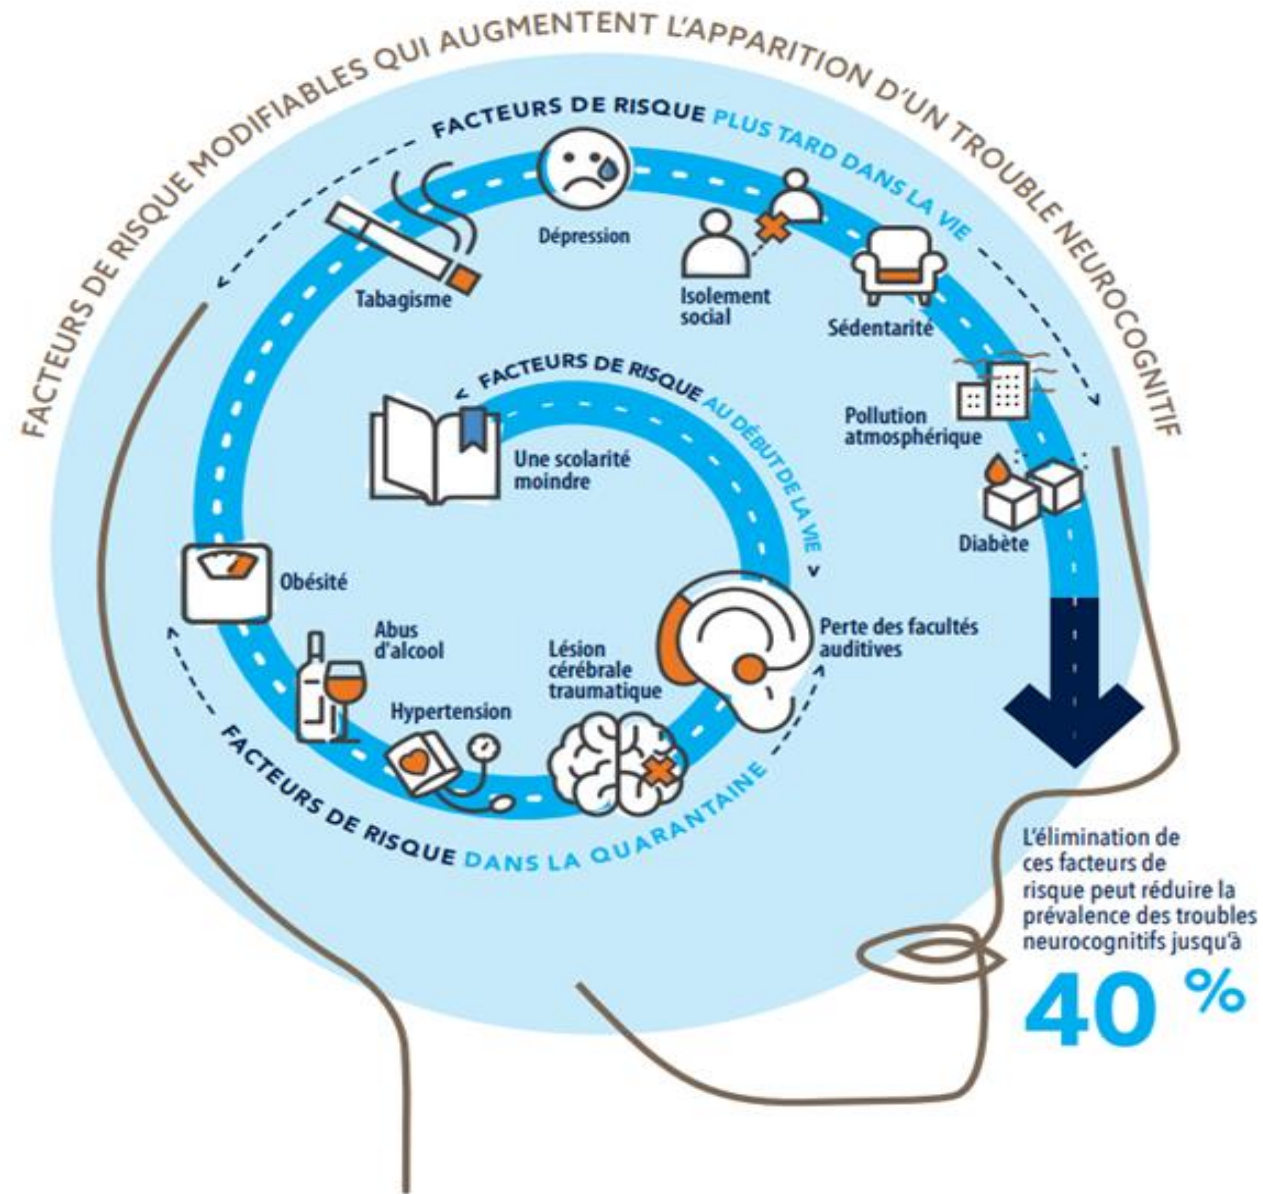 FACTEURS DE RISQUE MODIFIABLES QUI AUGMENTENT L'APPARITION D'UN TROUBLE NEUROCOGNITIF
FACTEURS DE RISQUE PLUS TARD DANS LA VIE
Dépression
Tabagisme
Isolement
social
Sédentarité
Pollution
atmosphérique
Diabète
FACTEURS DE RISQUE AU DÉBUT DE LA VIE
Une scolarité
moindre
Obésité
Abus
d'alcool
Hypertension
Lésion
cérébrale
traumatique
Perte des facultés
auditives
FACTEURS DE RISQUE DANS LA QUARANTAINE
L'élimination de
ces facteurs de
risque peut réduire la
prévalence des troubles
neurocognitifs jusqu'à
40 %